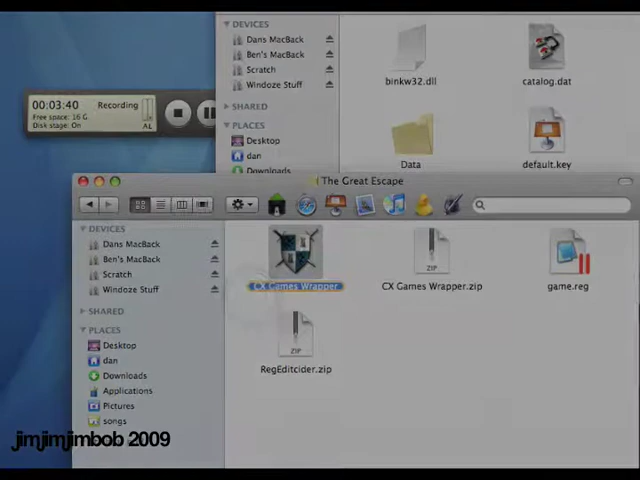 DEVICES
Dans MacBack
Ben's MacBack
Scratch
Windoze Stuff
SHARED
PLACES
Desktop
dan
Downloads
binkw32.dll
catalog.dat
Data
default.key
00:03:40 Recording
Free space: 16 G
Disk stage: On
AL
The Great Escape
DEVICES
Dans MacBack
Ben's MacBack
Scratch
Windoze Stuff
SHARED
PLACES
Desktop
dan
Downloads
Applications
Pictures
songs
CX Games Wrapper
ZIP
CX Games Wrapper.zip
game.reg
ZIP
RegEditcider.zip
jimjimjimbob 2009